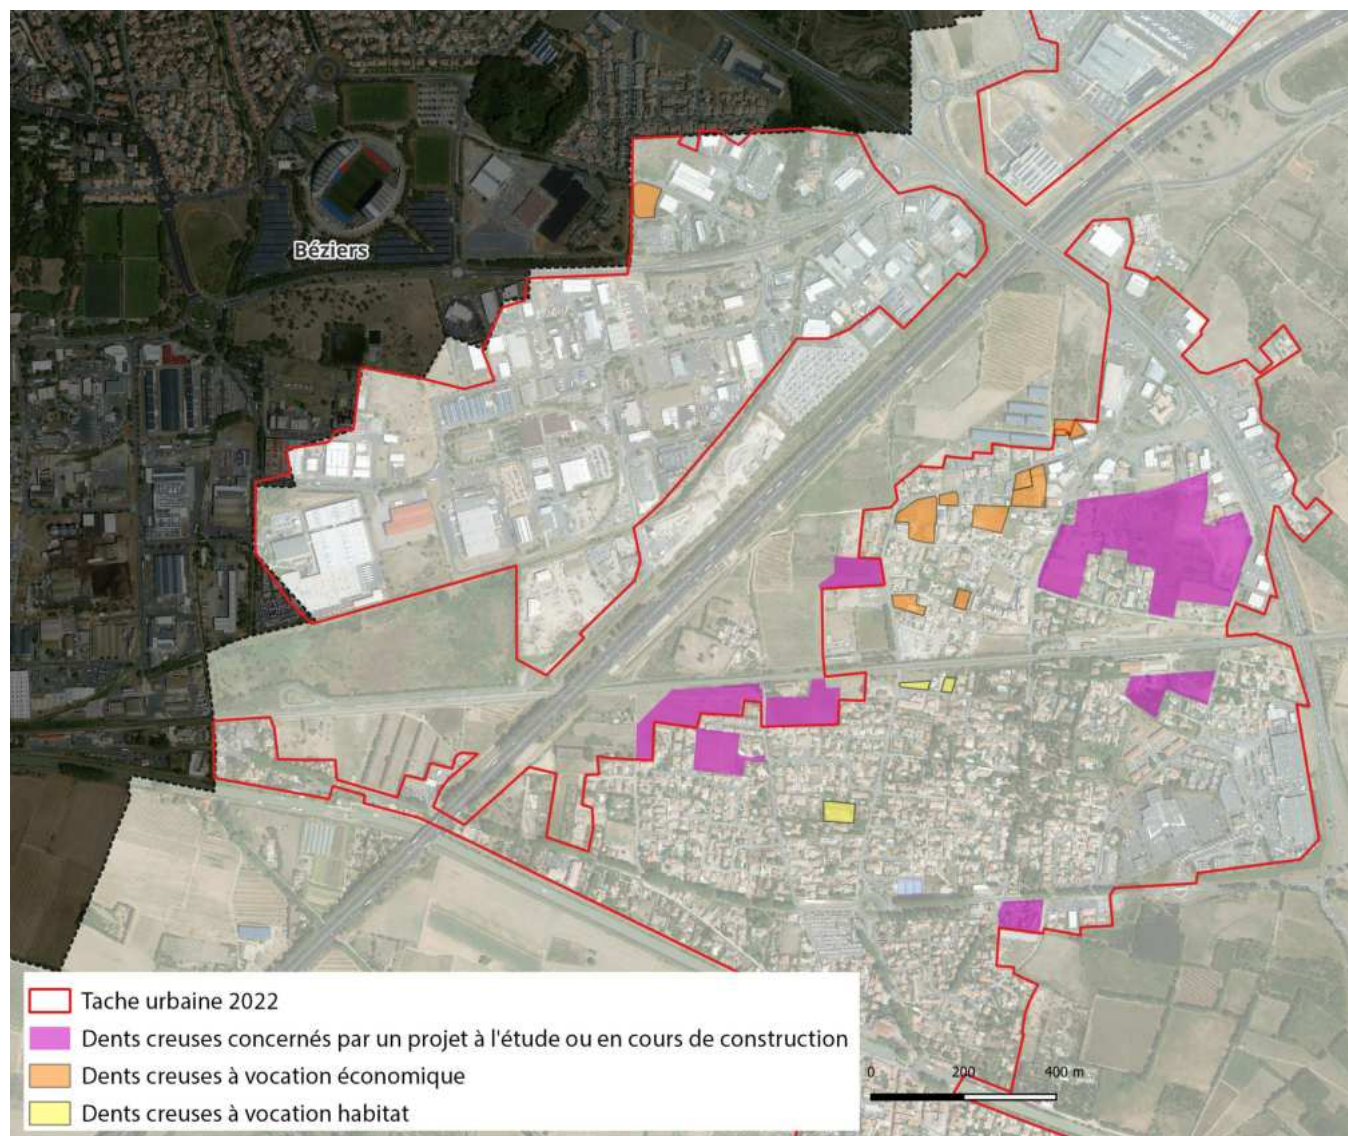 Béziers
Tache urbaine 2022
Dents creuses concernés par un projet à l'étude ou en cours de construction
Dents creuses à vocation économique
Dents creuses à vocation habitat
0 200 400 m